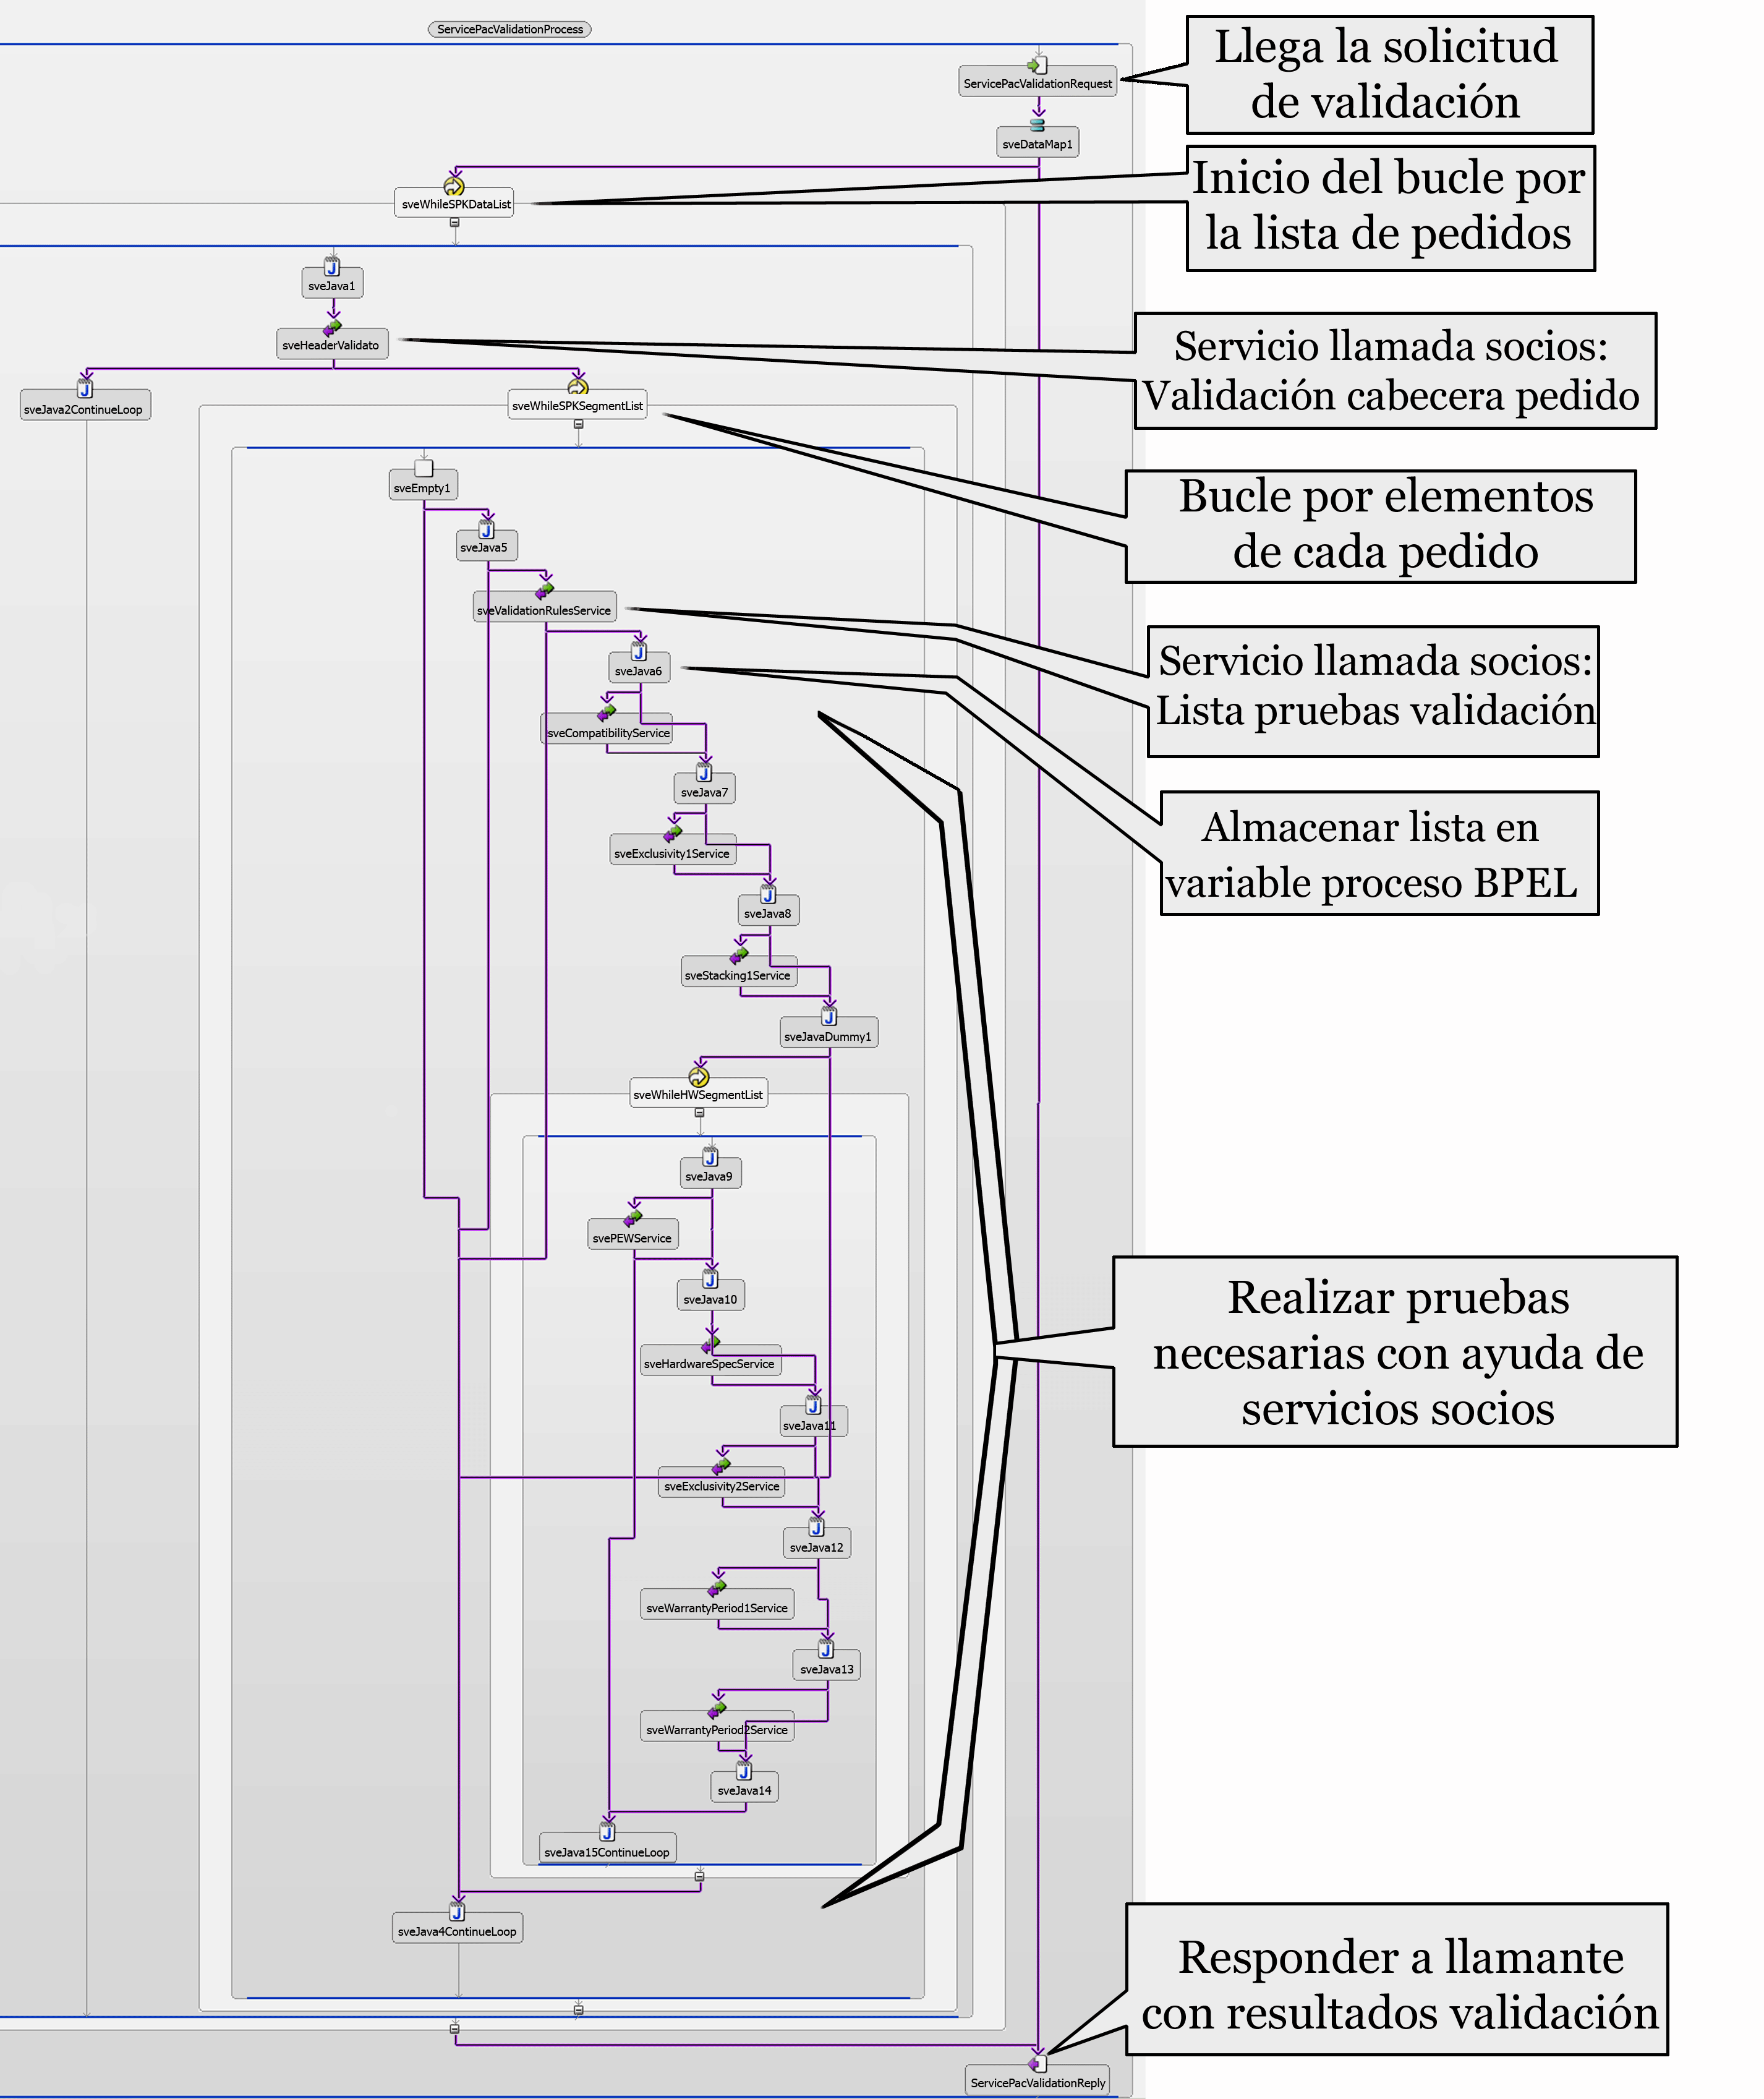 ServicePacValidationProcess
ServicePacValidationRequest
Llega la solicitud
de validación
sveDataMap1
sveWhileSPKDataList
Inicio del bucle por
la lista de pedidos
sveJava1
sveHeaderValidato
Servicio llamada socios:
Validación cabecera pedido
sveJava2ContinueLoop
sveWhileSPKSegmentList
Bucle por elementos
de cada pedido
sveEmpty1
sveJava5
sveValidationRulesService
Servicio llamada socios:
Lista pruebas validación
sveJava6
sveCompatibilityService
sveJava7
Almacenar lista en
variable proceso BPEL
sveExclusivity1Service
sveJava8
sveStacking1Service
sveJavaDummy1
sveWhileHWSegmentList
sveJava9
svePEWService
sveJava10
Realizar pruebas
necesarias con ayuda de
servicios socios
sveHardwareSpecService
sveJava11
sveExclusivity2Service
sveJava12
sveWarrantyPeriod1Service
sveJava13
sveWarrantyPeriod2Service
sveJava14
sveJava15ContinueLoop
sveJava4ContinueLoop
Responder a llamante
con resultados validación
ServicePacValidationReply